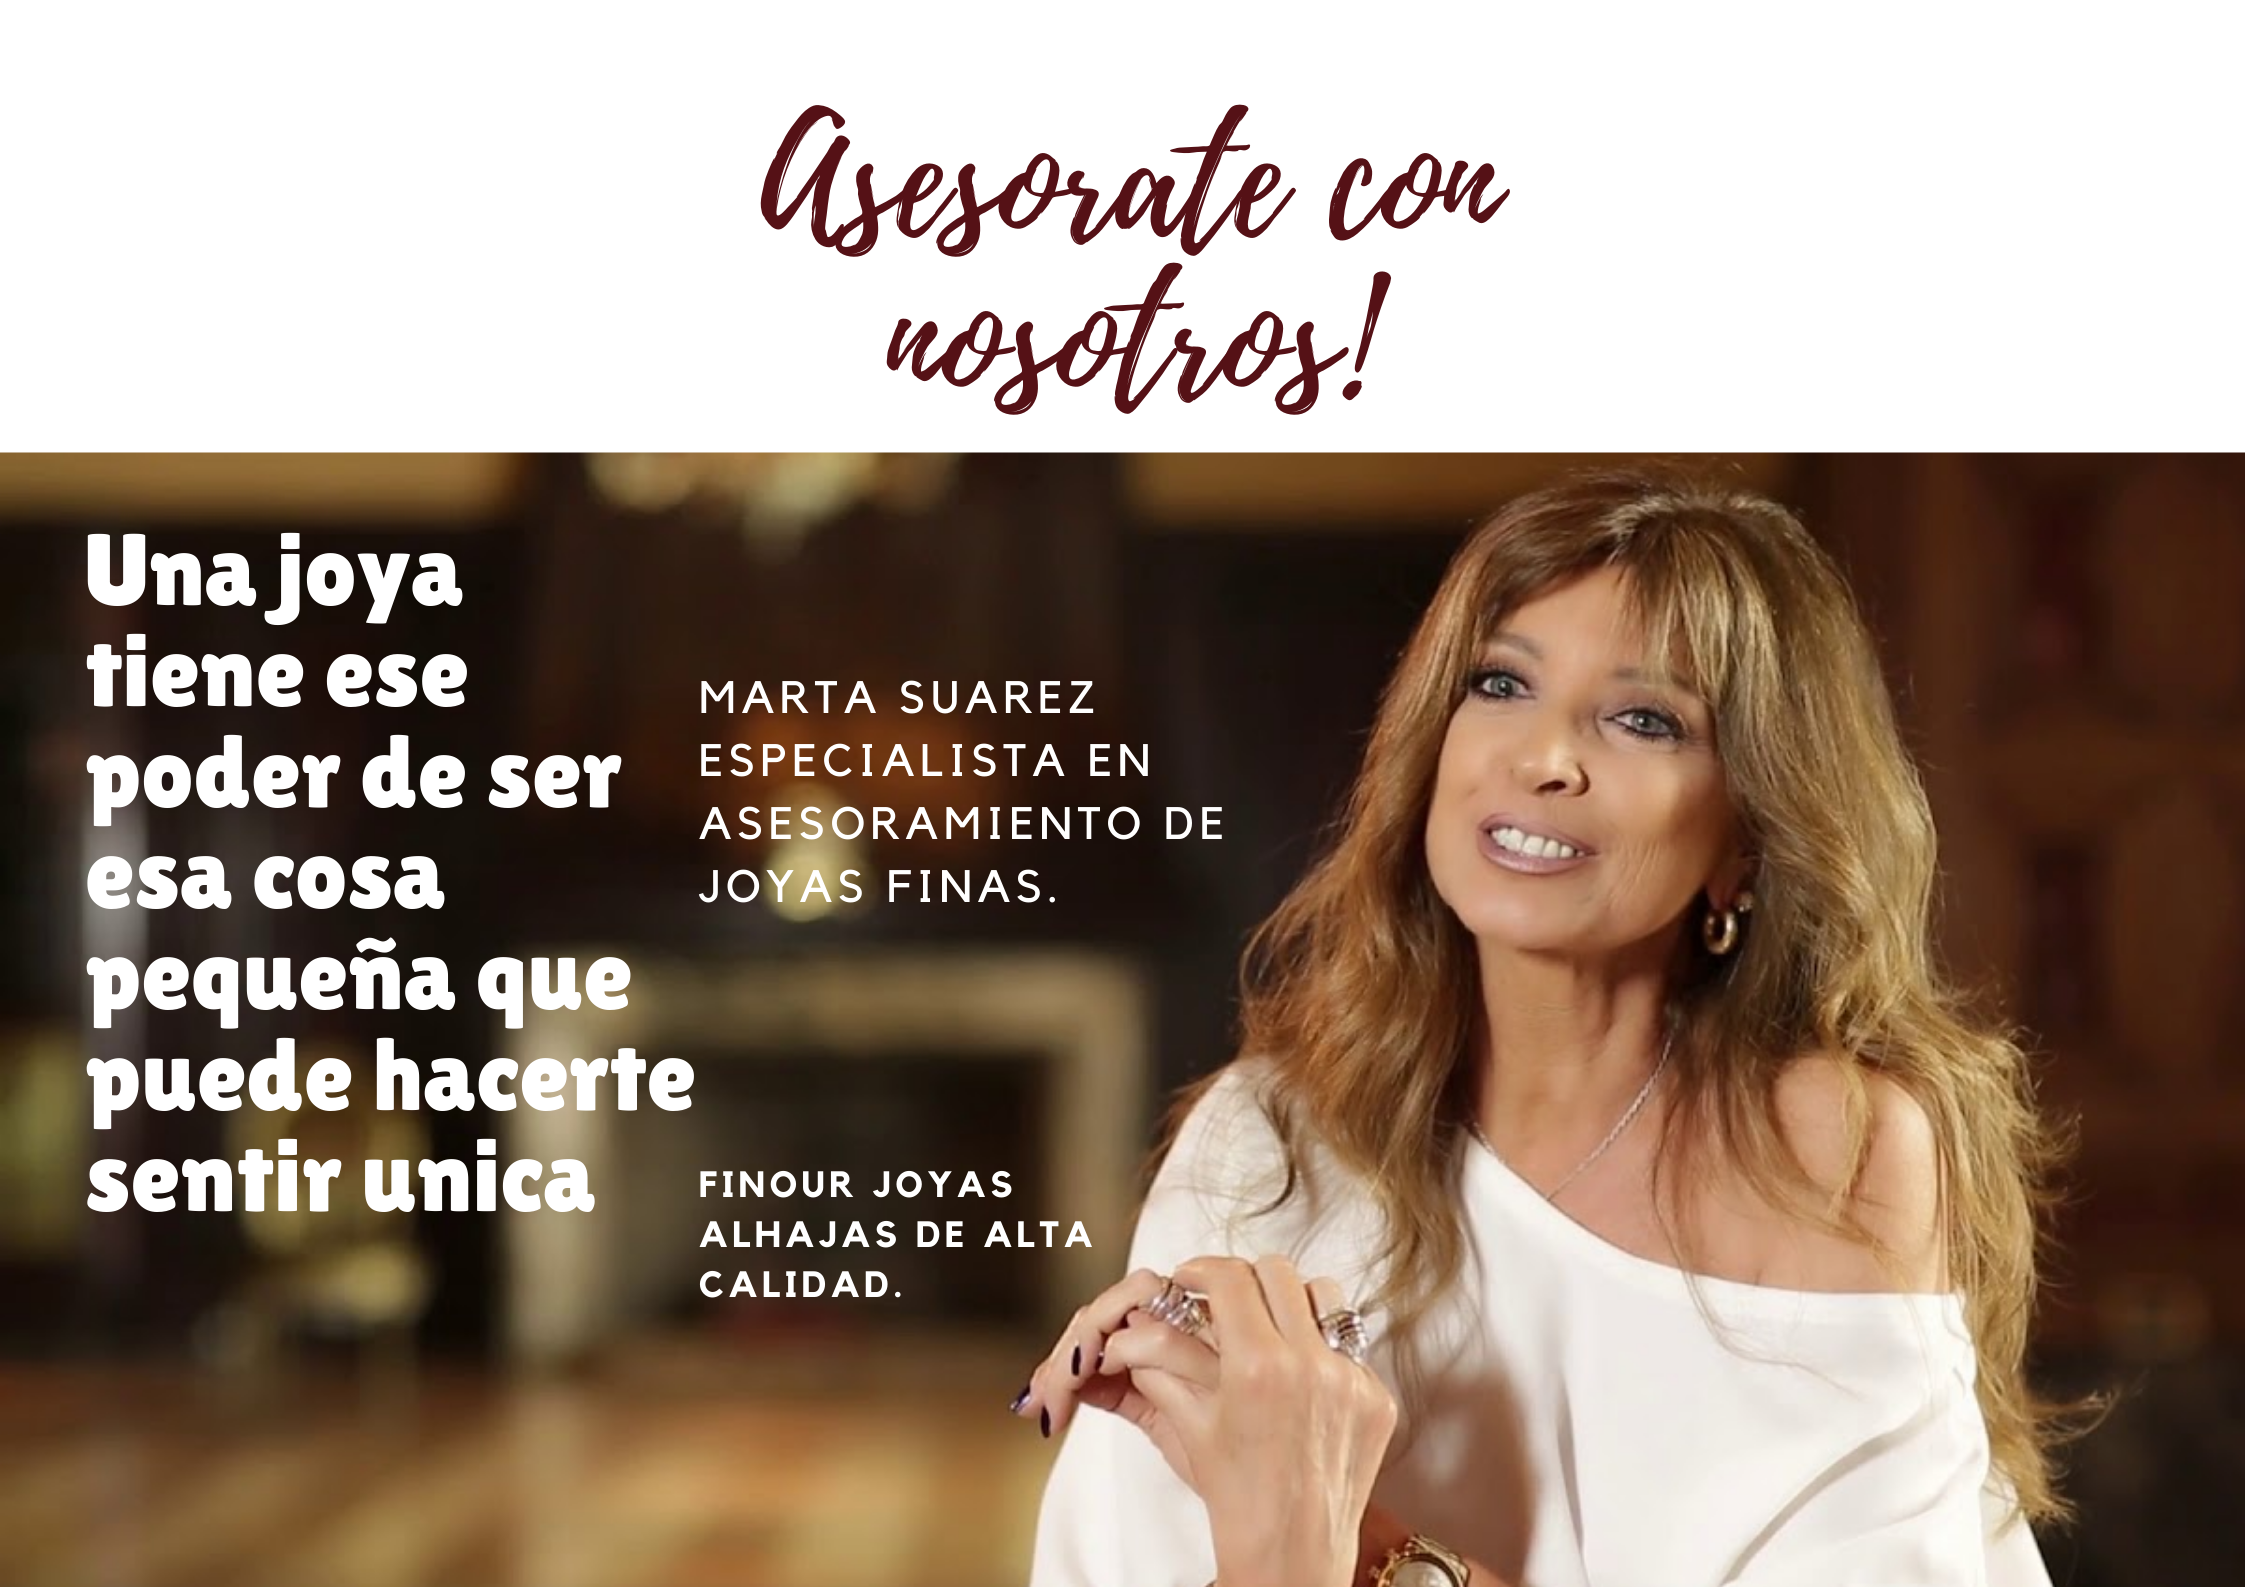 Asesorate con
nosotros!
Una joya
tiene ese
poder de ser
esa cosa
pequeña que
puede hacerte
sentir unica
MARTA SUAREZ
ESPECIALISTA EN
ASESORAMIENTO DE
JOYAS FINAS.
FINOUR JOYAS
ALHAJAS DE ALTA
CALIDAD.